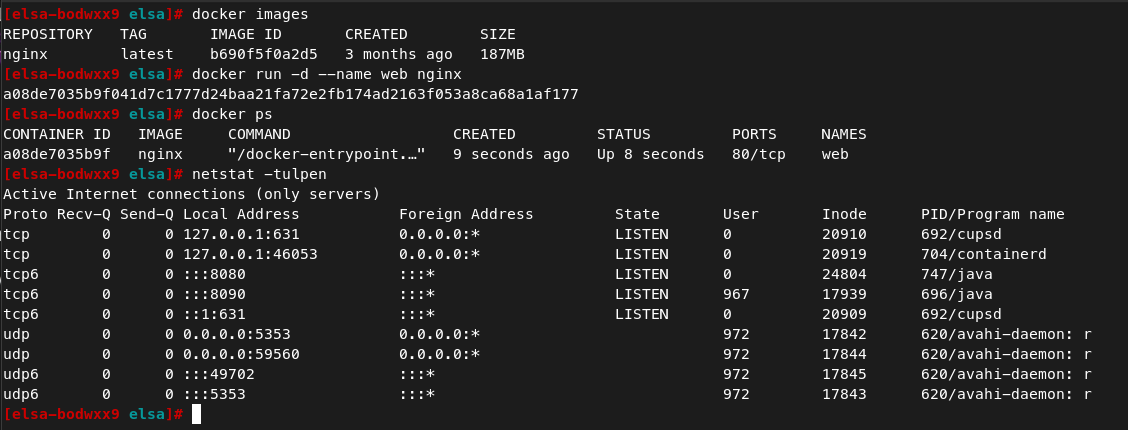 [elsa-bodwxx9 elsa]# docker images
REPOSITORY   TAG       IMAGE ID       CREATED        SIZE
nginx        latest    b690f5f0a2d5   3 months ago   187MB
[elsa-bodwxx9 elsa]# docker run -d --name web nginx
a08de7035b9f041d7c1777d24baa21fa72e2fb174ad2163f053a8ca68a1af177
[elsa-bodwxx9 elsa]# docker ps
CONTAINER ID   IMAGE     COMMAND                  CREATED         STATUS         PORTS     NAMES
a08de7035b9f   nginx     "/docker-entrypoint.…"   9 seconds ago   Up 8 seconds   80/tcp    web
[elsa-bodwxx9 elsa]# netstat -tulpen
Active Internet connections (only servers)
Proto Recv-Q Send-Q Local Address           Foreign Address         State       User       Inode      PID/Program name
tcp        0      0 127.0.0.1:631           0.0.0.0:*               LISTEN      0          20910      692/cupsd
tcp        0      0 127.0.0.1:46053         0.0.0.0:*               LISTEN      0          20919      704/containerd
tcp6       0      0 :::8080                 :::*                    LISTEN      0          24804      747/java
tcp6       0      0 :::8090                 :::*                    LISTEN      967        17939      696/java
tcp6       0      0 ::1:631                 :::*                    LISTEN      0          20909      692/cupsd
udp        0      0 0.0.0.0:5353            0.0.0.0:*                           972        17842      620/avahi-daemon: r
udp        0      0 0.0.0.0:59560           0.0.0.0:*                           972        17844      620/avahi-daemon: r
udp6       0      0 :::49702                :::*                                972        17845      620/avahi-daemon: r
udp6       0      0 :::5353                 :::*                                972        17843      620/avahi-daemon: r
[elsa-bodwxx9 elsa]#